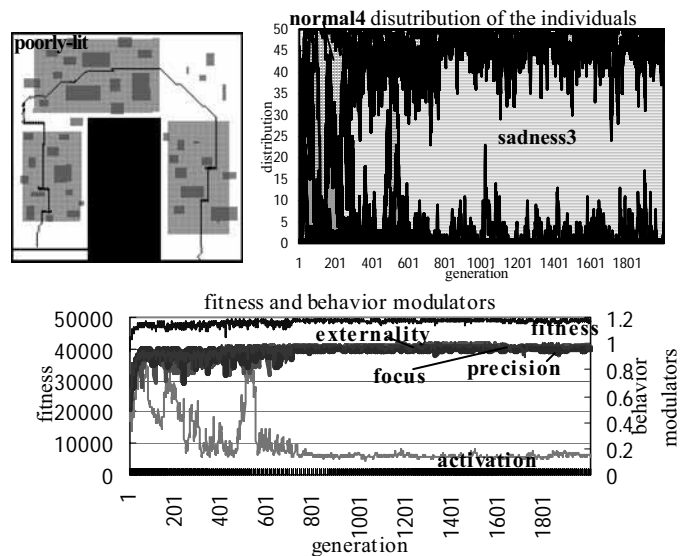 poorly-lit
normal4 disutribution of the individuals
50
45
40
35
30
25
20
15
10
5
0
distribution
sadness3
1 201 401 601 801 1001 1201 1401 1601 1801
generation
fitness and behavior modulators
50000
40000
30000
20000
10000
0
fitness
1.2
1
0.8
0.6
0.4
0.2
0
behavior
modulators
fitness
externality
focus
precision
activation
1 201 401 601 801 1001 1201 1401 1601 1801
generation